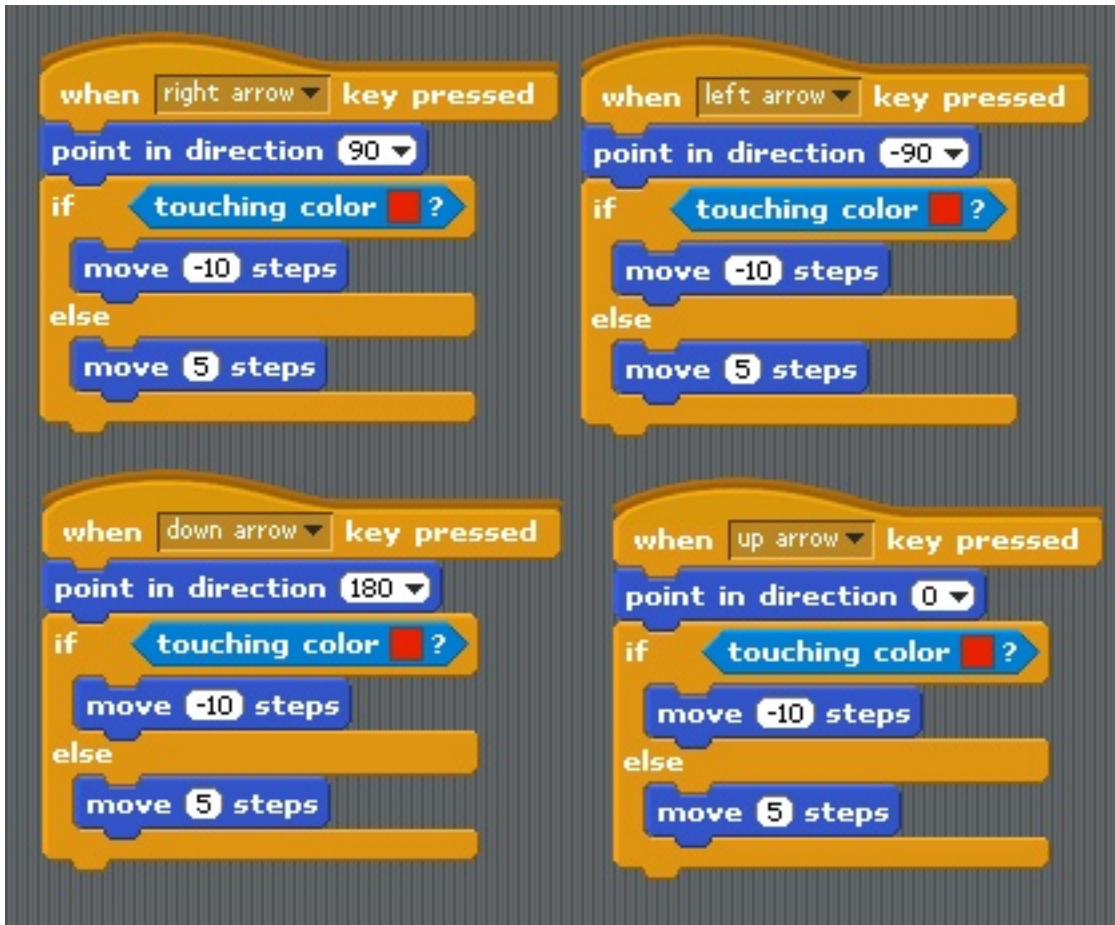 when right arrow key pressed
point in direction 90
if touching color ?
move -10 steps
else
move 5 steps
when left arrow key pressed
point in direction -90
if touching color ?
move -10 steps
else
move 5 steps
when down arrow key pressed
point in direction 180
if touching color ?
move -10 steps
else
move 5 steps
when up arrow key pressed
point in direction 0
if touching color ?
move -10 steps
else
move 5 steps